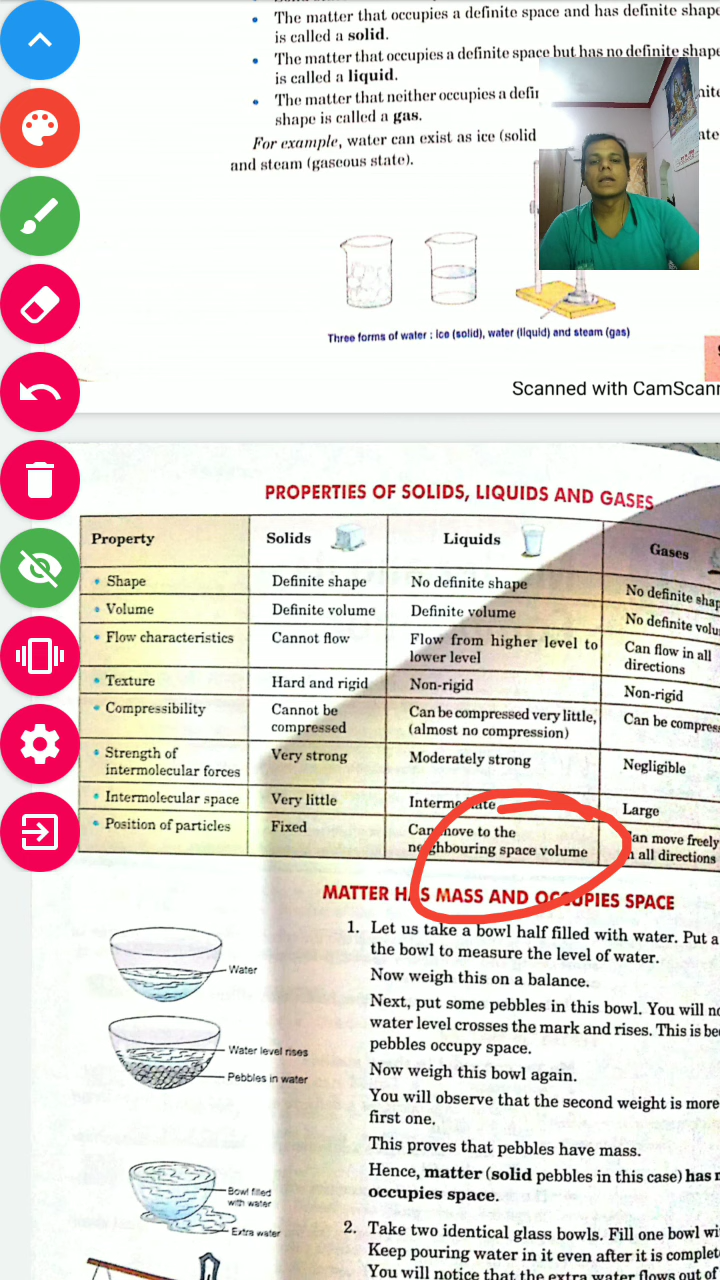 • The matter that occupies a definite space and has definite shape
is called a solid.
• The matter that occupies a definite space but has no definite shape
is called a liquid.
• The matter that neither occupies a
shape is called a gas.
For example, water can exist as ice (solid
and steam (gaseous state).
Three forms of water : ice (solid), water (liquid) and steam (gas)
Scanned with
PROPERTIES OF SOLIDS, LIQUIDS AND GASES
Property Solids Liquids Gases
• Shape Definite shape No definite shape No definite
• Volume Definite volume Definite volume No definite
• Flow characteristics Cannot flow Flow from higher level to lower level Can flow in all directions
• Texture Hard and rigid Non-rigid Non-rigid
• Compressibility Cannot be compressed Can be compressed very little, (almost no compression) Can be
• Strength of intermolecular forces Very strong Moderately strong Negligible
• Intermolecular space Very little Intermediate Large
• Position of particles Fixed Can move to the neighbouring space volume move freely all directions
MATTER HAS MASS AND OCCUPIES SPACE
Water
Water level rises
Pebbles in water
Bowl filled
with water
Extra water
1. Let us take a bowl half filled with water. Put a
the bowl to measure the level of water.
Now weigh this on a balance.
Next, put some pebbles in this bowl. You will
water level crosses the mark and rises. This is
pebbles occupy space.
Now weigh this bowl again.
You will observe that the second weight is more
first one.
This proves that pebbles have mass.
Hence, matter (solid pebbles in this case) has
occupies space.
2. Take two identical glass bowls. Fill one bowl
Keep pouring water in it even after it is
You will notice that the extra water flows out of